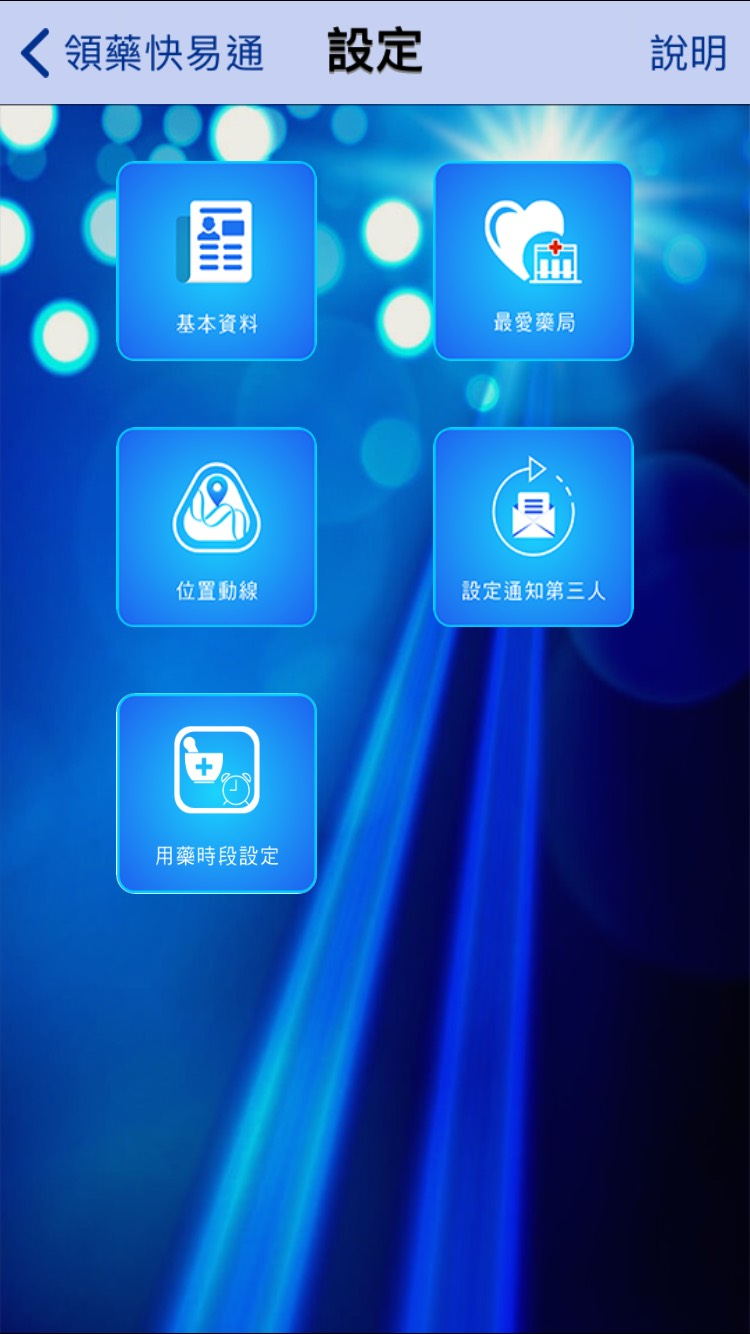 領藥快易通
設定
說明
基本資料
最愛藥局
位置動線
設定通知第三人
用藥時段設定